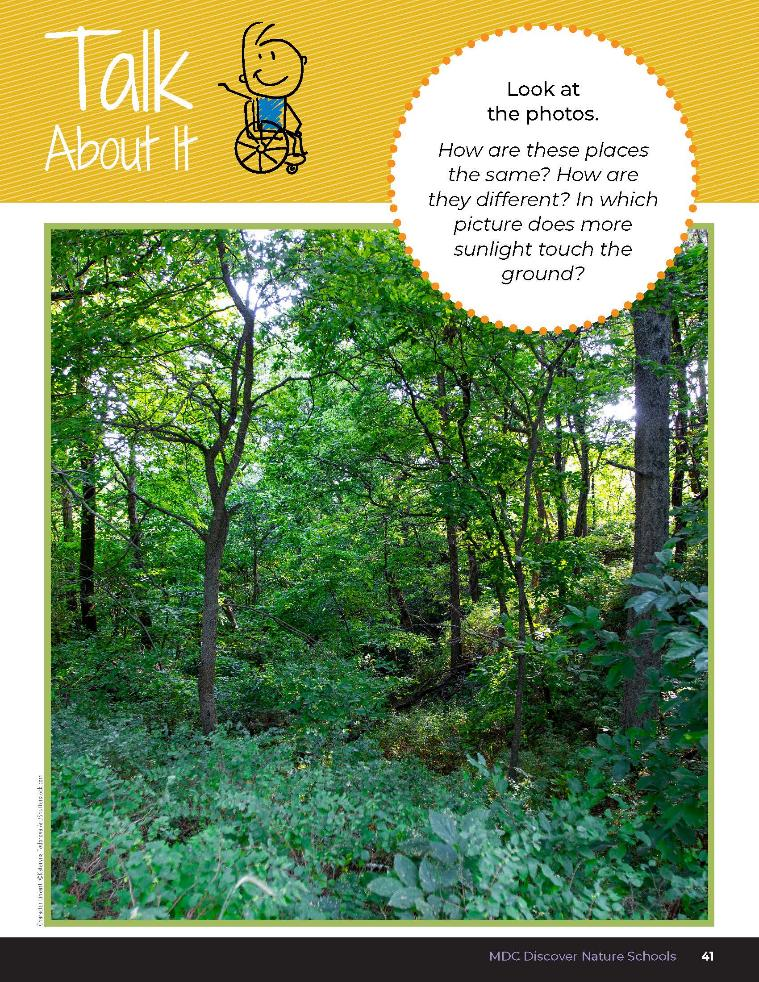 Talk
About It
Look at
the photos.
How are these places
the same? How are
they different? In which
picture does more
sunlight touch the
ground?
MDC Discover Nature Schools 41